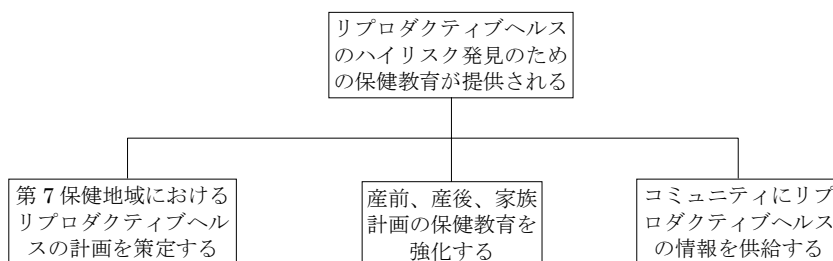 リプロダクティブヘルス
のハイリスク発見のため
の保健教育が提供される
第7保健地域における
リプロダクティブヘル
スの計画を策定する
産前、産後、家族
計画の保健教育を
強化する
コミュニティにリプ
ロダクティブヘルス
の情報を供給する